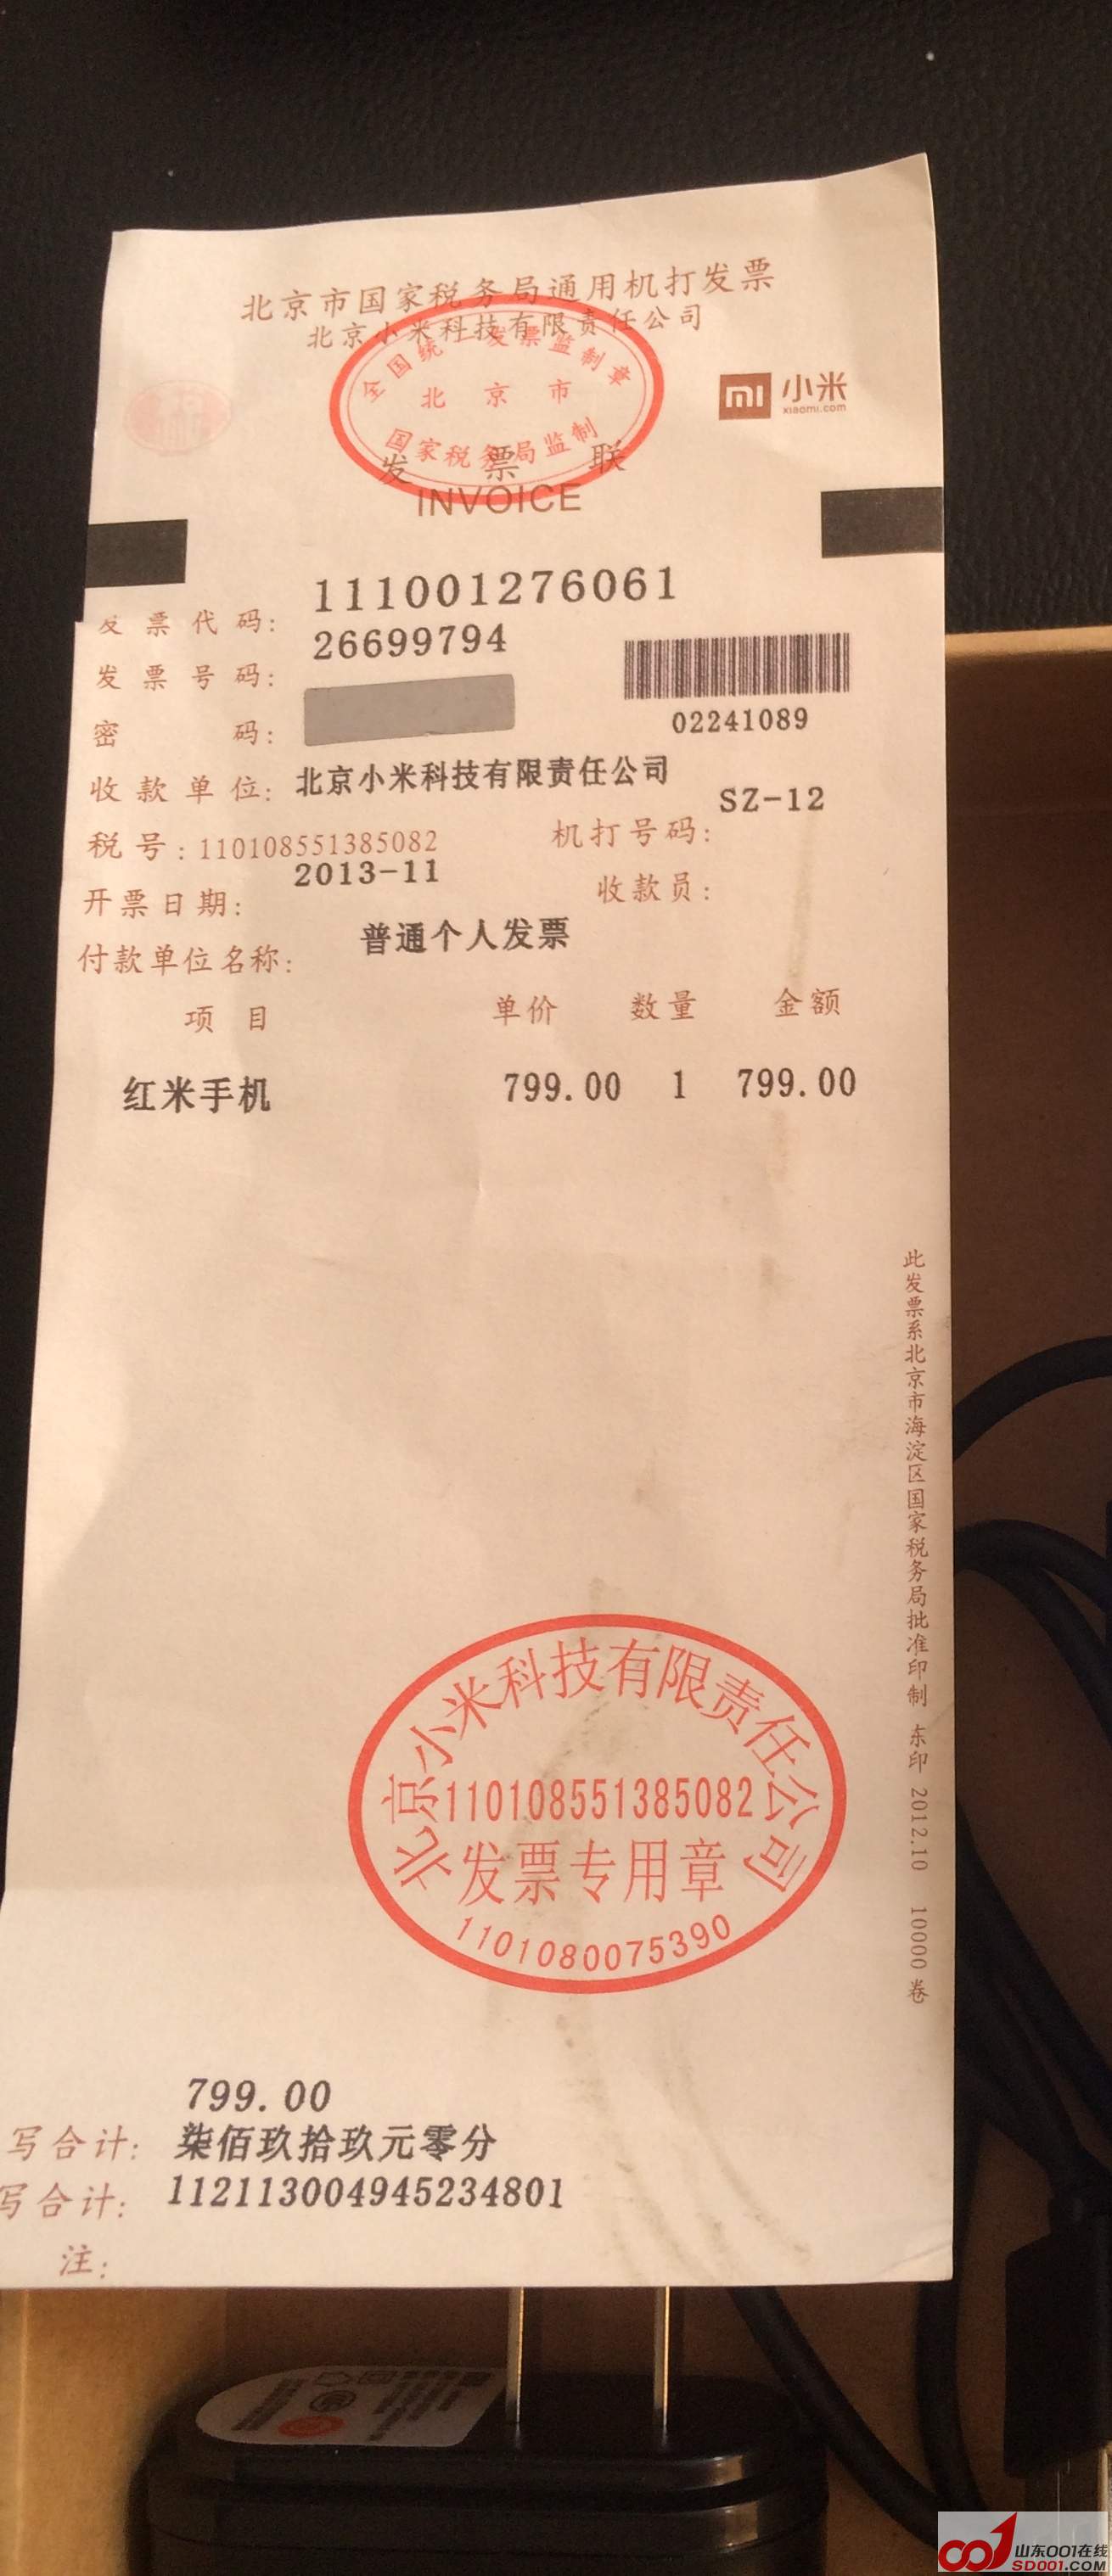 北京市国家税务局通用机打发票
北京小米科技有限责任公司
全国统一发票监制章
北京市
国家税务局监制
mi 小米
xiaomi.com
发票联
INVOICE
发票代码: 111001276061
发票号码: 26699794
密码:
02241089
收款单位: 北京小米科技有限责任公司
SZ-12
税号: 110108551385082 机打号码:
开票日期: 2013-11 收款员:
付款单位名称: 普通个人发票
项目 单价 数量 金额
红米手机 799.00 1 799.00
此发票系北京市海淀区国家税务局批准印制 东印 2012.10 10000卷
北京小米科技有限责任公司
110108551385082
发票专用章
1101080075390
799.00
写合计: 柒佰玖拾玖元零分
写合计: 112113004945234801
注:
001 山东001在线
SD001.COM